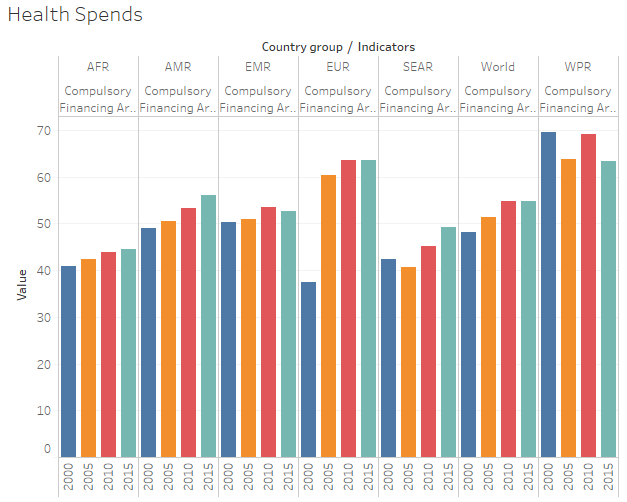 Health Spends
Country group / Indicators
AFR AMR EMR EUR SEAR World WPR
Compulsory Compulsory Compulsory Compulsory Compulsory Compulsory Compulsory
Financing Ar.. Financing Ar.. Financing Ar.. Financing Ar.. Financing Ar.. Financing Ar.. Financing Ar..
70
60
50
40
30
20
10
0
Value
2000 2005 2010 2015 2000 2005 2010 2015 2000 2005 2010 2015 2000 2005 2010 2015 2000 2005 2010 2015 2000 2005 2010 2015 2000 2005 2010 2015